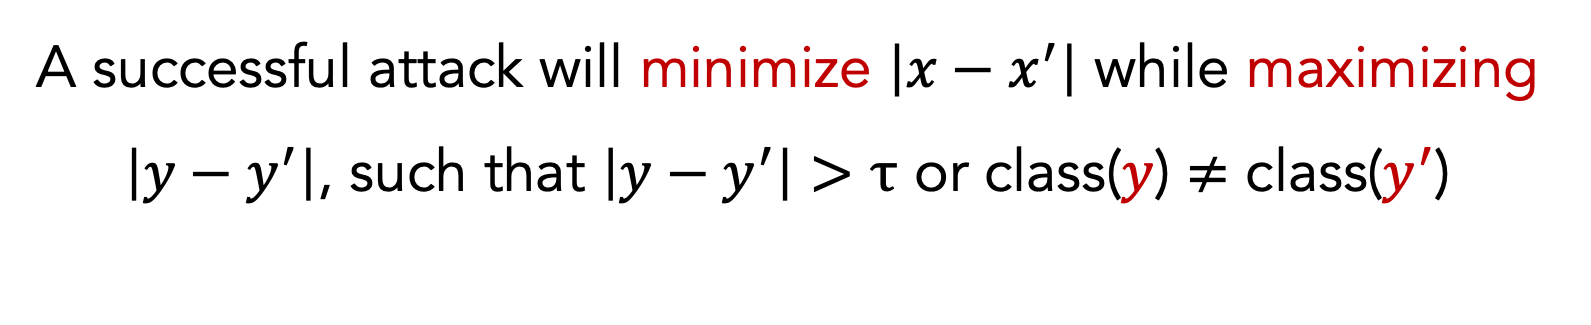 A successful attack will minimize |x − x′| while maximizing
|y − y′|, such that |y − y′| > τ or class(y) ≠ class(y′)